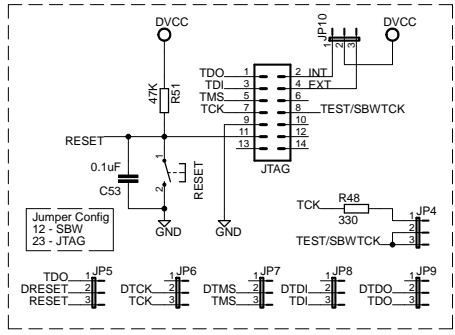 DVCC
JP10
DVCC
1 2 3
47K
R51
TDO 1 2 INT
TDI 3 4 EXT
TMS 5 6
TCK 7 8 TEST/SBWTCK
9 10
11 12
13 14
JTAG
RESET
0.1uF
C53
1
2
RESET
GND
GND
Jumper Config
12 - SBW
23 - JTAG
TCK R48 1 JP4
330 2
TEST/SBWTCK 3
TDO 1 JP5
DRESET 2
RESET 3
1 JP6
DTCK 2
TCK 3
1 JP7
DTMS 2
TMS 3
1 JP8
DTDI 2
TDI 3
1 JP9
DTDO 2
TDO 3